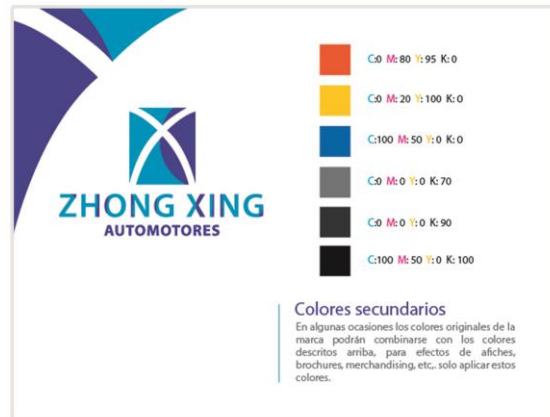 ZHONG XING
AUTOMOTORES
C:0 M:80 Y:95 K:0
C:0 M:20 Y:100 K:0
C:100 M:50 Y:0 K:0
C:0 M:0 Y:0 K:70
C:0 M:0 Y:0 K:90
C:100 M:50 Y:0 K:100
Colores secundarios
En algunas ocasiones los colores originales de la
marca podrán combinarse con los colores
descritos arriba, para efectos de afiches,
brochures, merchandising, etc,. solo aplicar estos
colores.